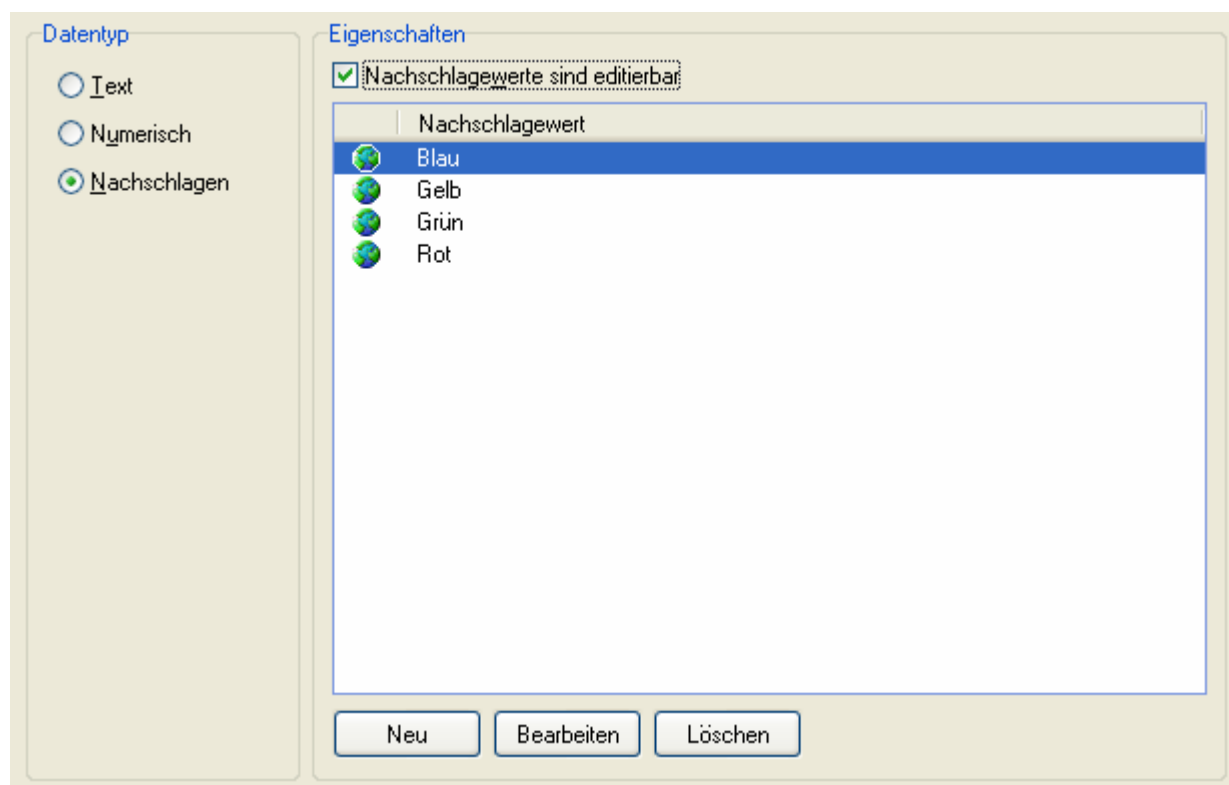 Datentyp
Text
Numerisch
Nachschlagen
Eigenschaften
Nachschlagewerte sind editierbar
Nachschlagewert
Blau
Gelb
Grün
Rot
Neu
Bearbeiten
Löschen